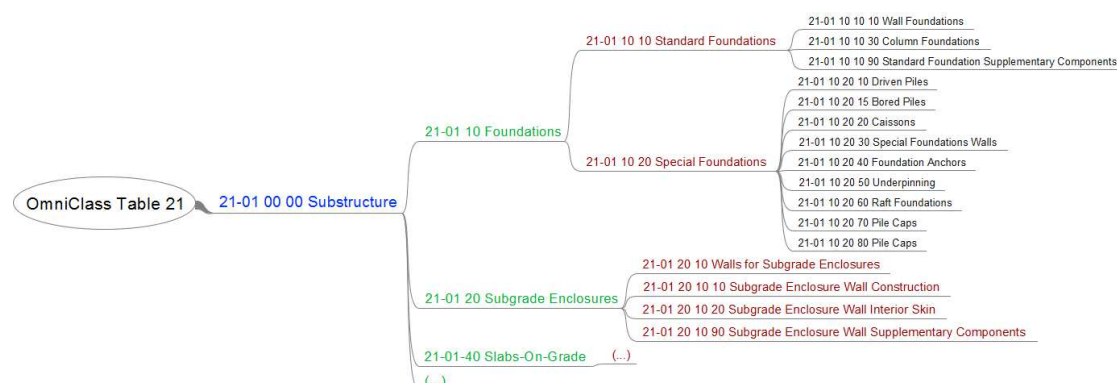 OmniClass Table 21
21-01 00 00 Substructure
21-01 10 Foundations
21-01 10 10 Standard Foundations
21-01 10 10 10 Wall Foundations
21-01 10 10 30 Column Foundations
21-01 10 10 90 Standard Foundation Supplementary Components
21-01 10 20 Special Foundations
21-01 10 20 10 Driven Piles
21-01 10 20 15 Bored Piles
21-01 10 20 20 Caissons
21-01 10 20 30 Special Foundations Walls
21-01 10 20 40 Foundation Anchors
21-01 10 20 50 Underpinning
21-01 10 20 60 Raft Foundations
21-01 10 20 70 Pile Caps
21-01 10 20 80 Pile Caps
21-01 20 Subgrade Enclosures
21-01 20 10 Walls for Subgrade Enclosures
21-01 20 10 10 Subgrade Enclosure Wall Construction
21-01 20 10 20 Subgrade Enclosure Wall Interior Skin
21-01 20 10 90 Subgrade Enclosure Wall Supplementary Components
21-01-40 Slabs-On-Grade
(...)
(...)